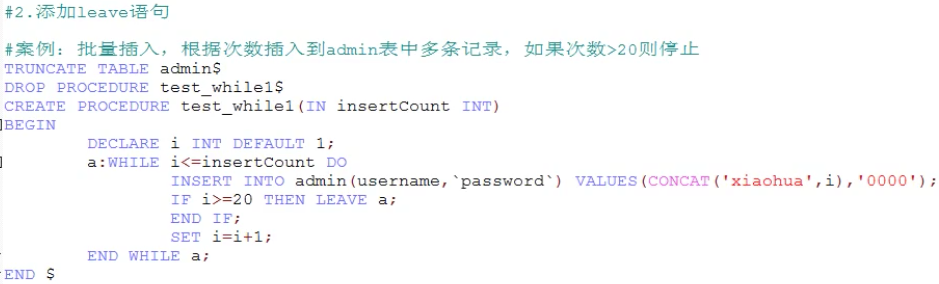 #2.添加leave语句
#案例：批量插入，根据次数插入到admin表中多条记录，如果次数>20则停止
TRUNCATE TABLE admin$
DROP PROCEDURE test_while1$
CREATE PROCEDURE test_while1(IN insertCount INT)
BEGIN
DECLARE i INT DEFAULT 1;
a:WHILE i<=insertCount DO
INSERT INTO admin(username,`password`) VALUES(CONCAT('xiaohua',i),'0000');
IF i>=20 THEN LEAVE a;
END IF;
SET i=i+1;
END WHILE a;
END $